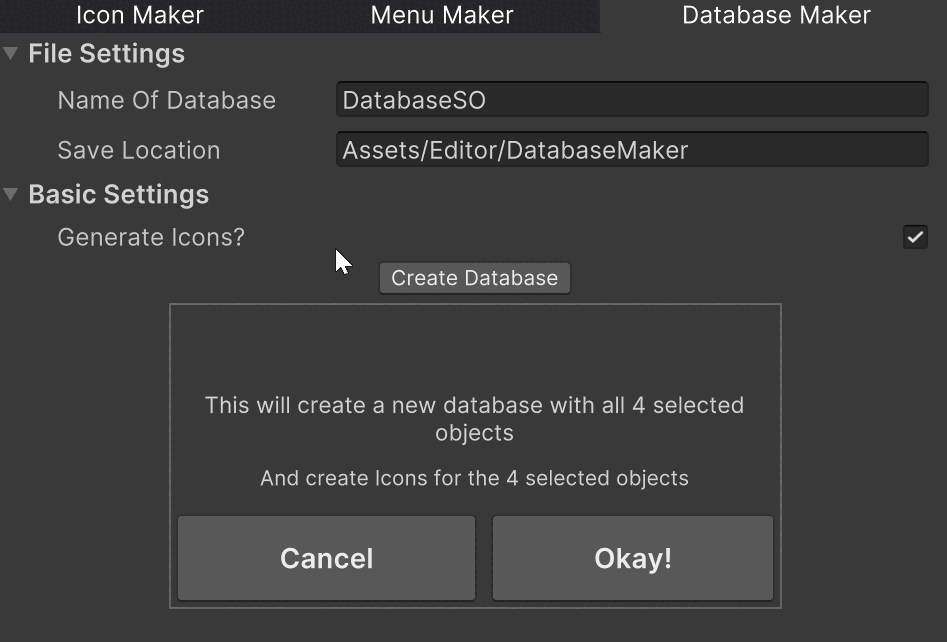 Icon Maker Menu Maker Database Maker
File Settings
Name Of Database DatabaseSO
Save Location Assets/Editor/DatabaseMaker
Basic Settings
Generate Icons?
Create Database
This will create a new database with all 4 selected
objects
And create Icons for the 4 selected objects
Cancel Okay!